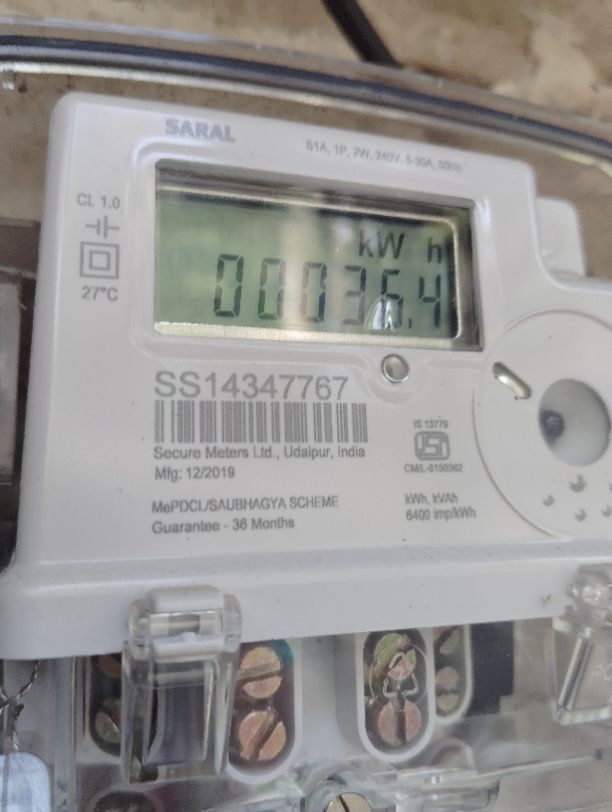 SARAL
S1A, 1P, 2W, 240V, 5-30A, 50Hz
Cl. 1.0
27°C
kW h
00036.4
SS14347767
Secure Meters Ltd., Udaipur, India
Mfg: 12/2019
IS 13779
CM/L-8150362
MePDCL/SAUBHAGYA SCHEME
Guarantee - 36 Months
kWh, kVAh
6400 imp/kWh